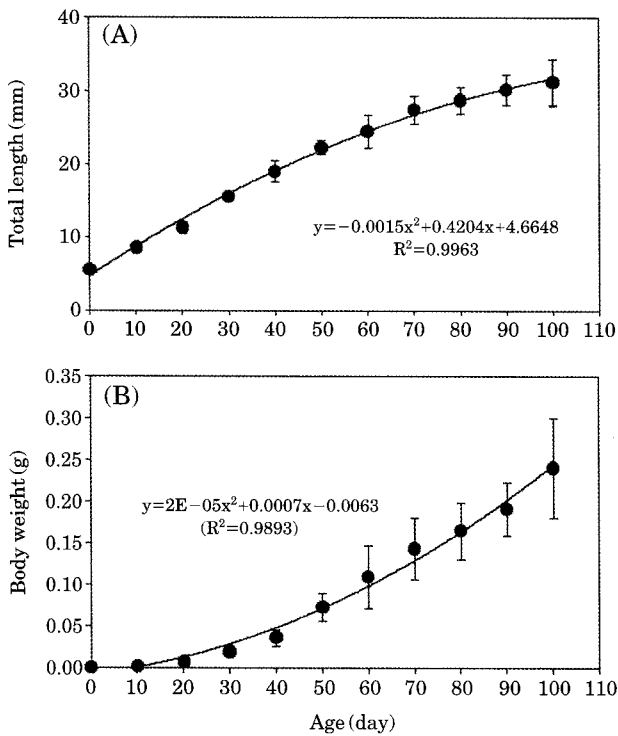 (A)
Total length (mm)
40
30
20
10
0
y=−0.0015x²+0.4204x+4.6648
R²=0.9963
0 10 20 30 40 50 60 70 80 90 100 110
(B)
Body weight (g)
0.35
0.30
0.25
0.20
0.15
0.10
0.05
0.00
y=2E−05x²+0.0007x−0.0063
(R²=0.9893)
0 10 20 30 40 50 60 70 80 90 100 110
Age (day)